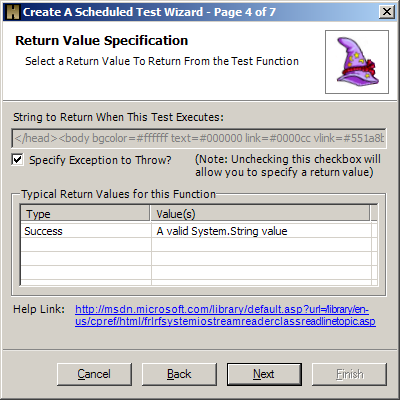 Create A Scheduled Test Wizard - Page 4 of 7
Return Value Specification
Select a Return Value To Return From the Test Function
String to Return When This Test Executes:
</head><body bgcolor=#ffffff text=#000000 link=#0000cc vlink=#551a8b
Specify Exception to Throw?
(Note: Unchecking this checkbox will
allow you to specify a return value)
Typical Return Values for this Function
Type Value(s)
Success A valid System.String value
Help Link:
http://msdn.microsoft.com/library/default.asp?url=/library/en-
us/cpref/html/frlrfsystemiostreamreaderclassreadlinetopic.asp
Cancel Back Next Finish